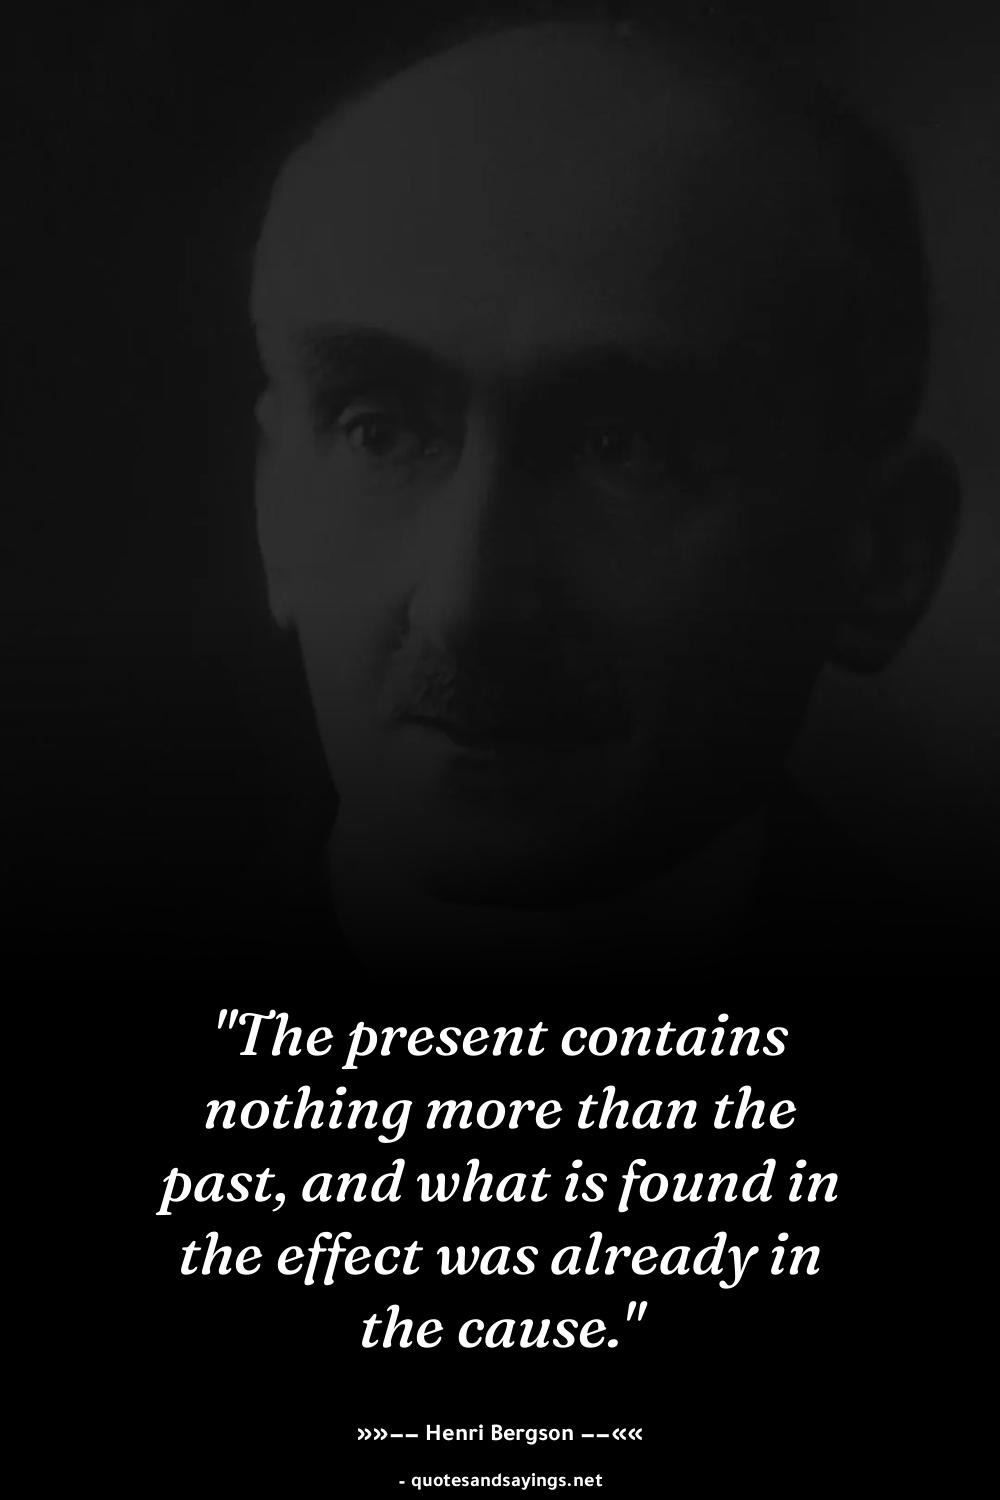 "The present contains
nothing more than the
past, and what is found in
the effect was already in
the cause."
»»−− Henri Bergson −−««
- quotesandsayings.net